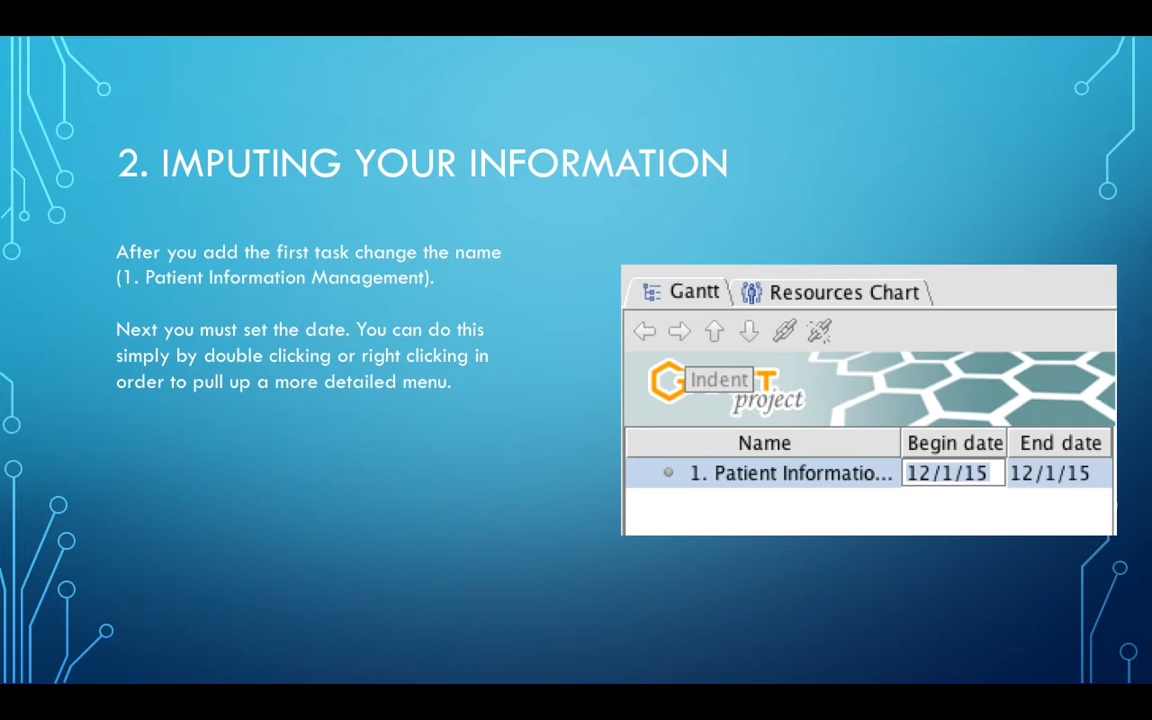 2. IMPUTING YOUR INFORMATION
After you add the first task change the name
(1. Patient Information Management).
Next you must set the date. You can do this
simply by double clicking or right clicking in
order to pull up a more detailed menu.
Gantt Resources Chart
Indent
project
Name Begin date End date
1. Patient Informatio... 12/1/15 12/1/15